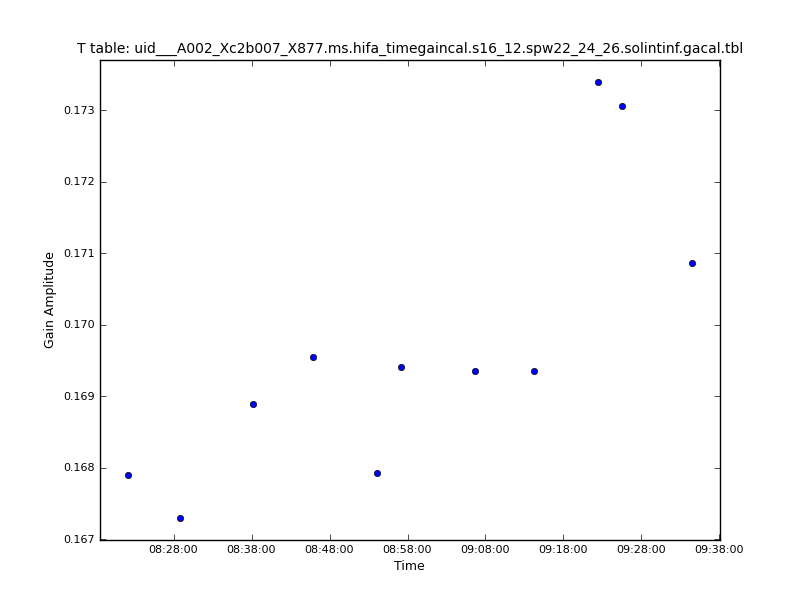 T table: uid___A002_Xc2b007_X877.ms.hifa_timegaincal.s16_12.spw22_24_26.solintinf.gacal.tbl
0.173
0.172
0.171
0.170
0.169
0.168
0.167
Gain Amplitude
08:28:00 08:38:00 08:48:00 08:58:00 09:08:00 09:18:00 09:28:00 09:38:00
Time